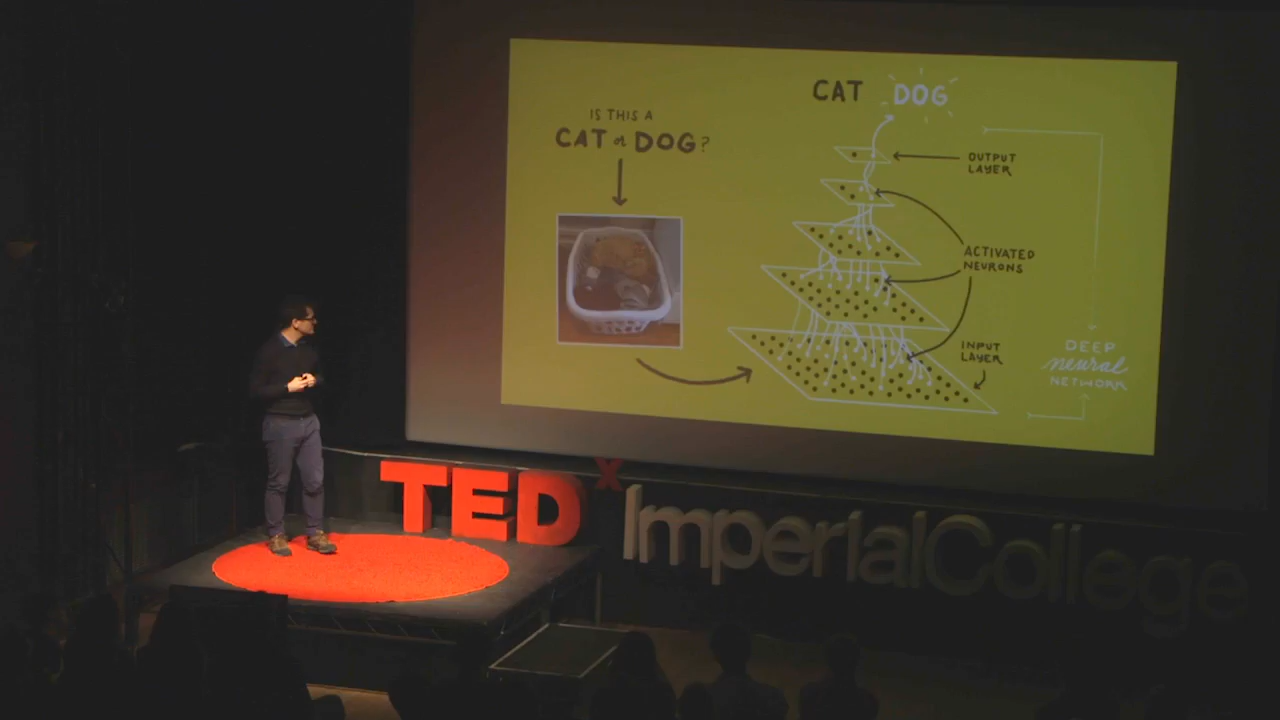 IS THIS A
CAT or DOG?
CAT DOG
OUTPUT
LAYER
ACTIVATED
NEURONS
INPUT
LAYER
DEEP
neural
NETWORK
TEDx
ImperialCollege